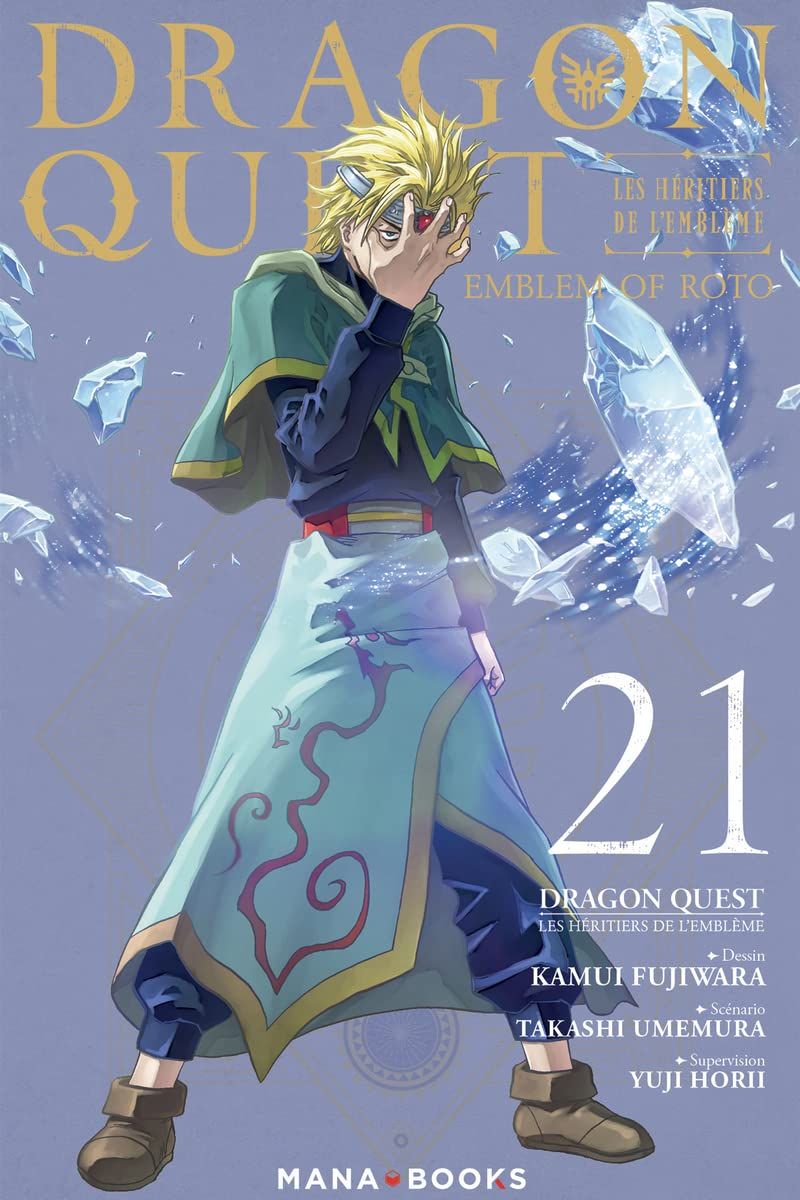 DRAGON
QUEST
LES HÉRITIERS
DE L'EMBLÈME
EMBLEM OF ROTO
21
DRAGON QUEST
LES HÉRITIERS DE L'EMBLÈME
Dessin
KAMUI FUJIWARA
Scénario
TAKASHI UMEMURA
Supervision
YUJI HORII
MANA BOOKS